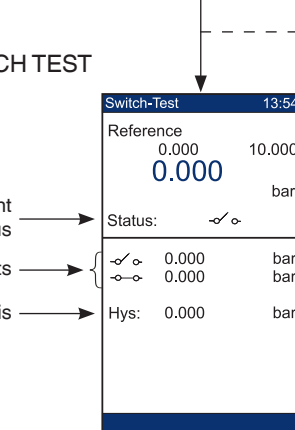 CH TEST
Switch-Test 13:54
Reference
0.000 10.000
0.000
bar
nt
us
Status:
ts
0.000 bar
0.000 bar
is
Hys: 0.000 bar